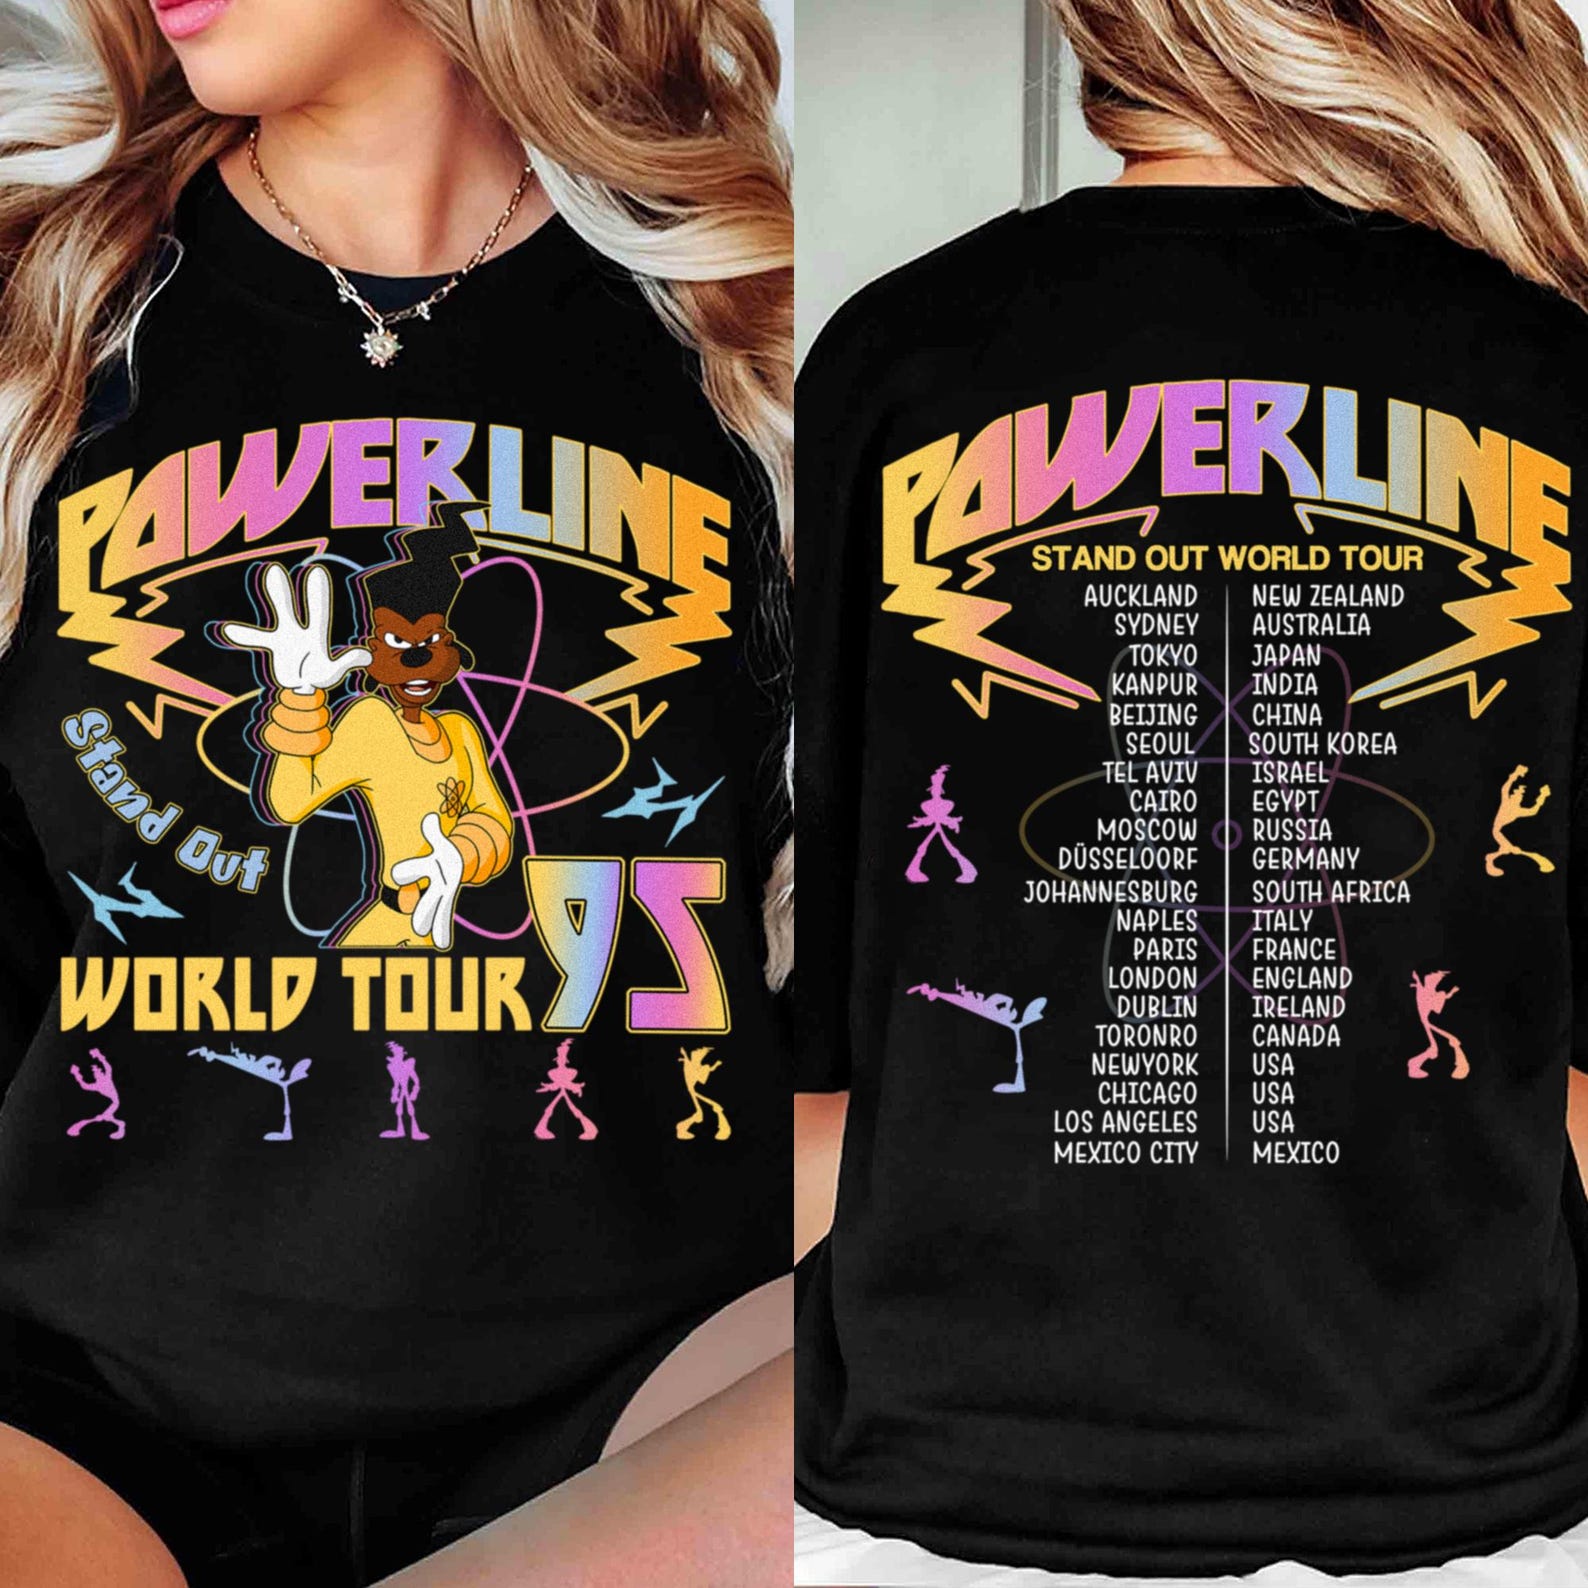 POWERLINE
Stand Out
WORLD TOUR 95
POWERLINE
STAND OUT WORLD TOUR
AUCKLAND NEW ZEALAND
SYDNEY AUSTRALIA
TOKYO JAPAN
KANPUR INDIA
BEIJING CHINA
SEOUL SOUTH KOREA
TEL AVIV ISRAEL
CAIRO EGYPT
MOSCOW RUSSIA
DÜSSELOORF GERMANY
JOHANNESBURG SOUTH AFRICA
NAPLES ITALY
PARIS FRANCE
LONDON ENGLAND
DUBLIN IRELAND
TORONRO CANADA
NEWYORK USA
CHICAGO USA
LOS ANGELES USA
MEXICO CITY MEXICO